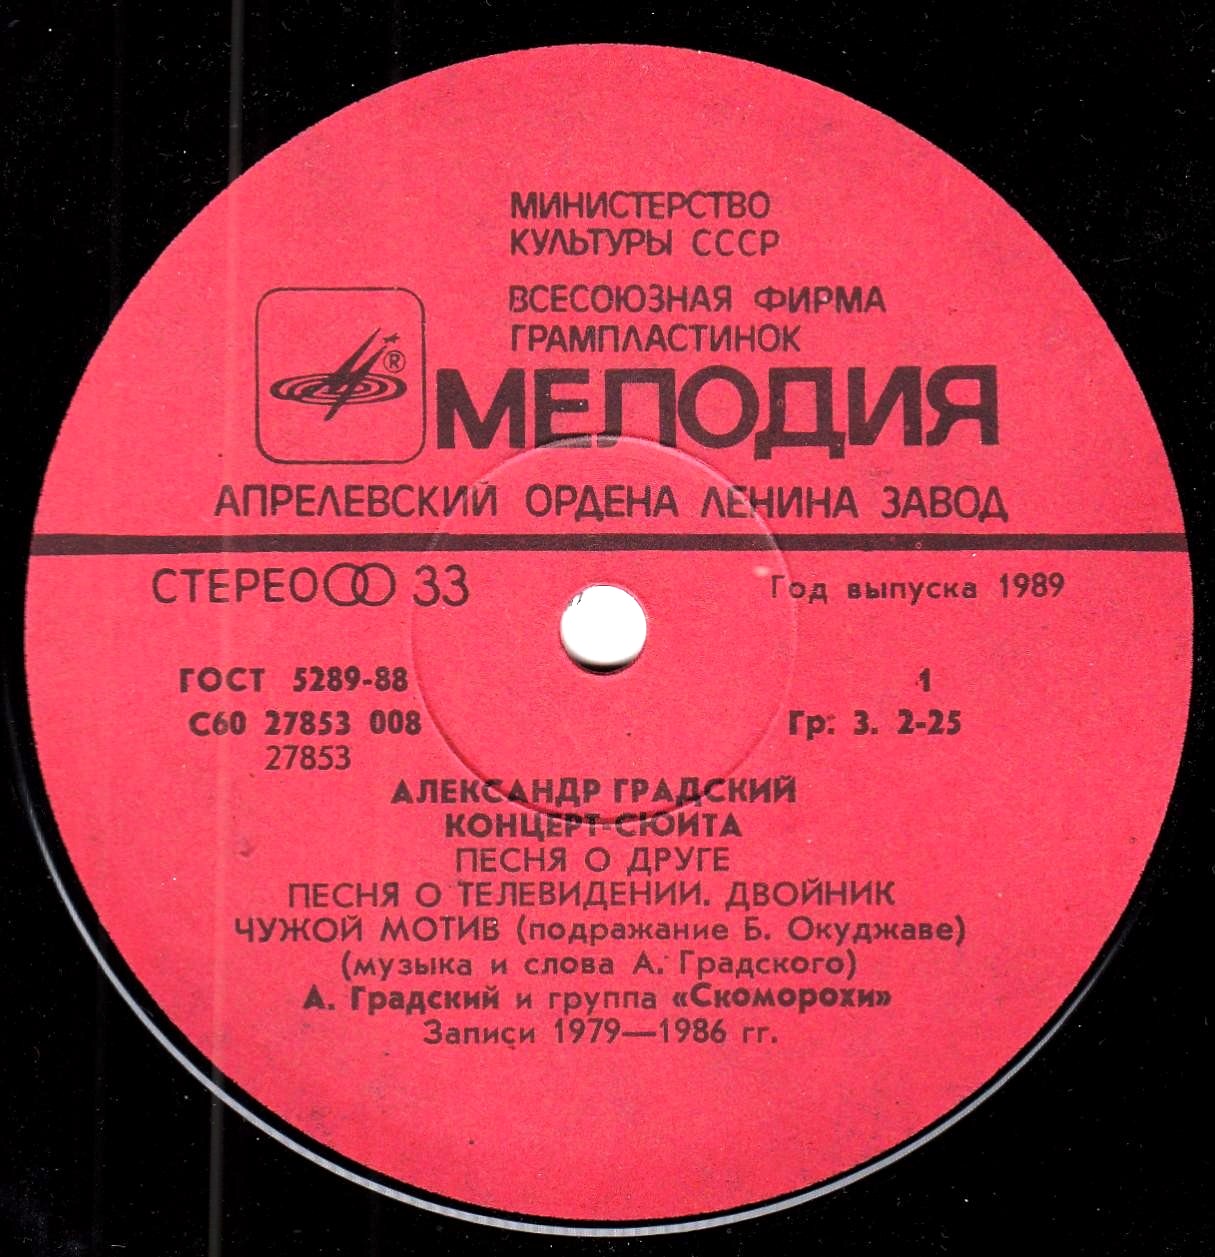 МИНИСТЕРСТВО
КУЛЬТУРЫ СССР
ВСЕСОЮЗНАЯ ФИРМА
ГРАМПЛАСТИНОК
®
МЕЛОДИЯ
АПРЕЛЕВСКИЙ ОРДЕНА ЛЕНИНА ЗАВОД
СТЕРЕО 33
Год выпуска 1989
ГОСТ 5289-88
1
С60 27853 008
Гр: 3. 2-25
27853
АЛЕКСАНДР ГРАДСКИЙ
КОНЦЕРТ-СЮИТА
ПЕСНЯ О ДРУГЕ
ПЕСНЯ О ТЕЛЕВИДЕНИИ. ДВОЙНИК
ЧУЖОЙ МОТИВ (подражание Б. Окуджаве)
(музыка и слова А. Градского)
А. Градский и группа «Скоморохи»
Записи 1979—1986 гг.